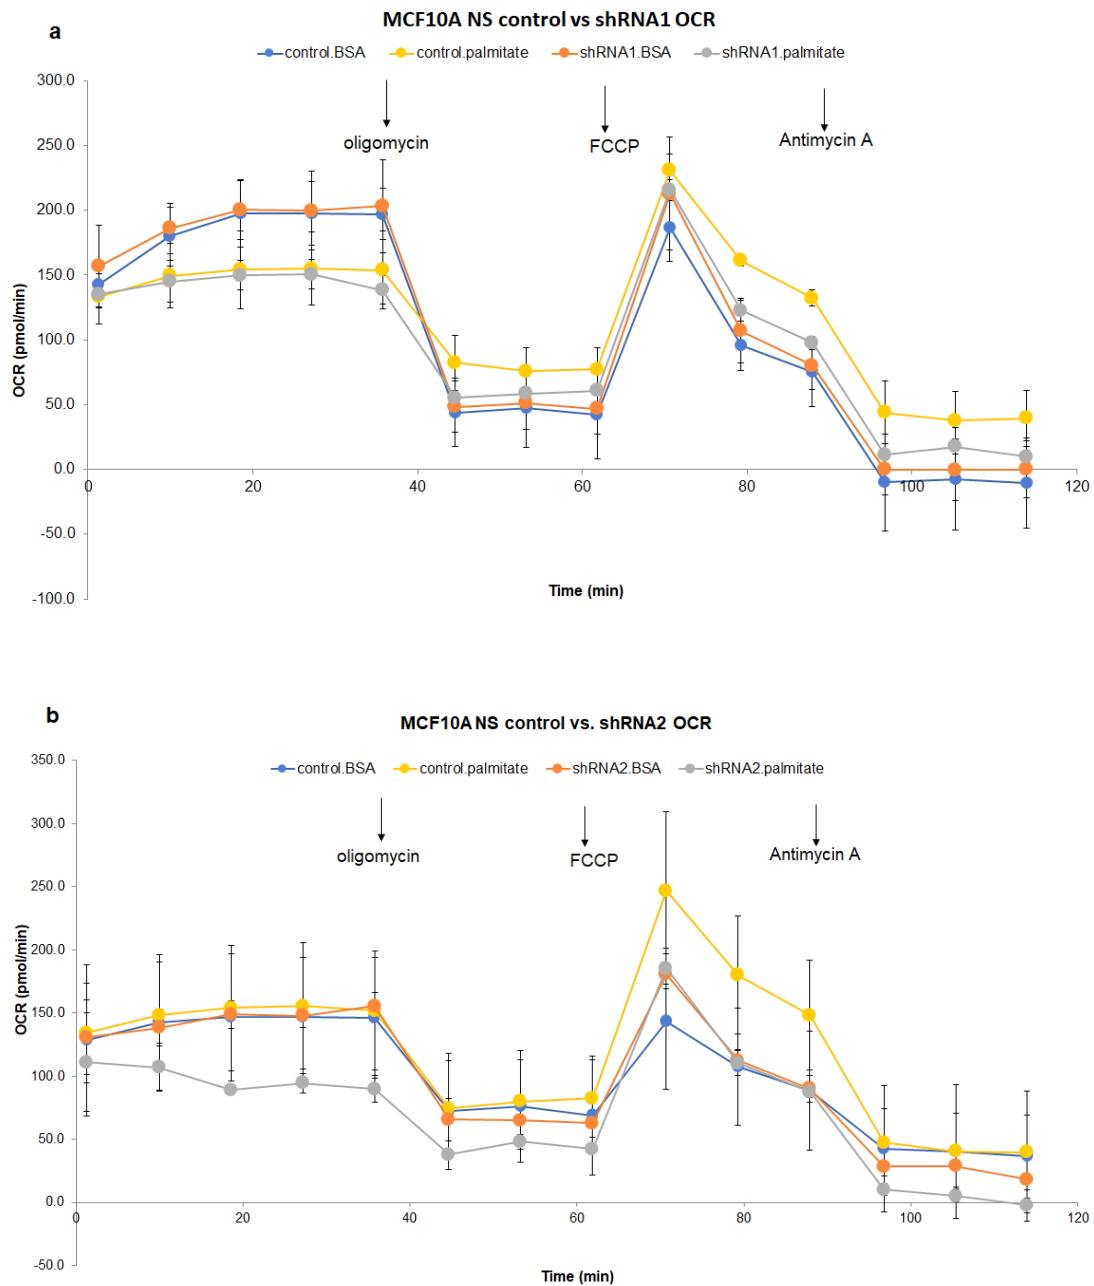 MCF10A NS control vs shRNA1 OCR
a
control.BSA control.palmitate shRNA1.BSA shRNA1.palmitate
300.0
oligomycin
FCCP
Antimycin A
250.0
200.0
150.0
100.0
50.0
0.0
-50.0
-100.0
OCR (pmol/min)
0 20 40 60 80 100 120
Time (min)
b
MCF10A NS control vs. shRNA2 OCR
control.BSA control.palmitate shRNA2.BSA shRNA2.palmitate
350.0
oligomycin
FCCP
Antimycin A
300.0
250.0
200.0
150.0
100.0
50.0
0.0
-50.0
OCR (pmol/min)
0 20 40 60 80 100 120
Time (min)